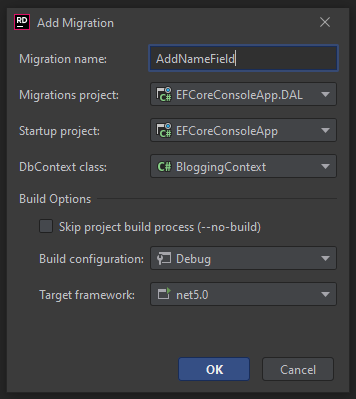 RD Add Migration
Migration name: AddNameField
Migrations project: C# EFCoreConsoleApp.DAL
Startup project: C# EFCoreConsoleApp
DbContext class: C# BloggingContext
Build Options
Skip project build process (--no-build)
Build configuration: Debug
Target framework: net5.0
OK Cancel